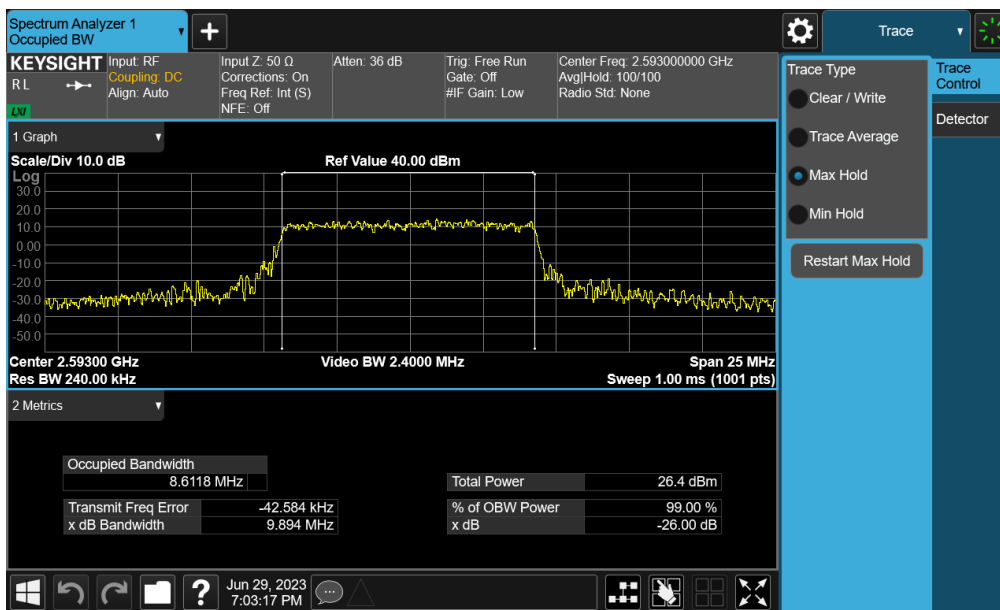 Spectrum Analyzer 1
Occupied BW
Trace
KEYSIGHT
R L
LXI
Input: RF
Coupling: DC
Align: Auto
Input Z: 50 Ω
Corrections: On
Freq Ref: Int (S)
NFE: Off
Atten: 36 dB
Trig: Free Run
Gate: Off
#IF Gain: Low
Center Freq: 2.593000000 GHz
Avg|Hold: 100/100
Radio Std: None
1 Graph
Scale/Div 10.0 dB
Ref Value 40.00 dBm
Log
30.0
20.0
10.0
0.00
-10.0
-20.0
-30.0
-40.0
-50.0
Center 2.59300 GHz
Video BW 2.4000 MHz
Span 25 MHz
Res BW 240.00 kHz
Sweep 1.00 ms (1001 pts)
2 Metrics
Occupied Bandwidth
8.6118 MHz
Total Power 26.4 dBm
Transmit Freq Error -42.584 kHz
% of OBW Power 99.00 %
x dB Bandwidth 9.894 MHz
x dB -26.00 dB
Trace Type
Clear / Write
Trace Average
Max Hold
Min Hold
Restart Max Hold
Trace
Control
Detector
?
Jun 29, 2023
7:03:17 PM